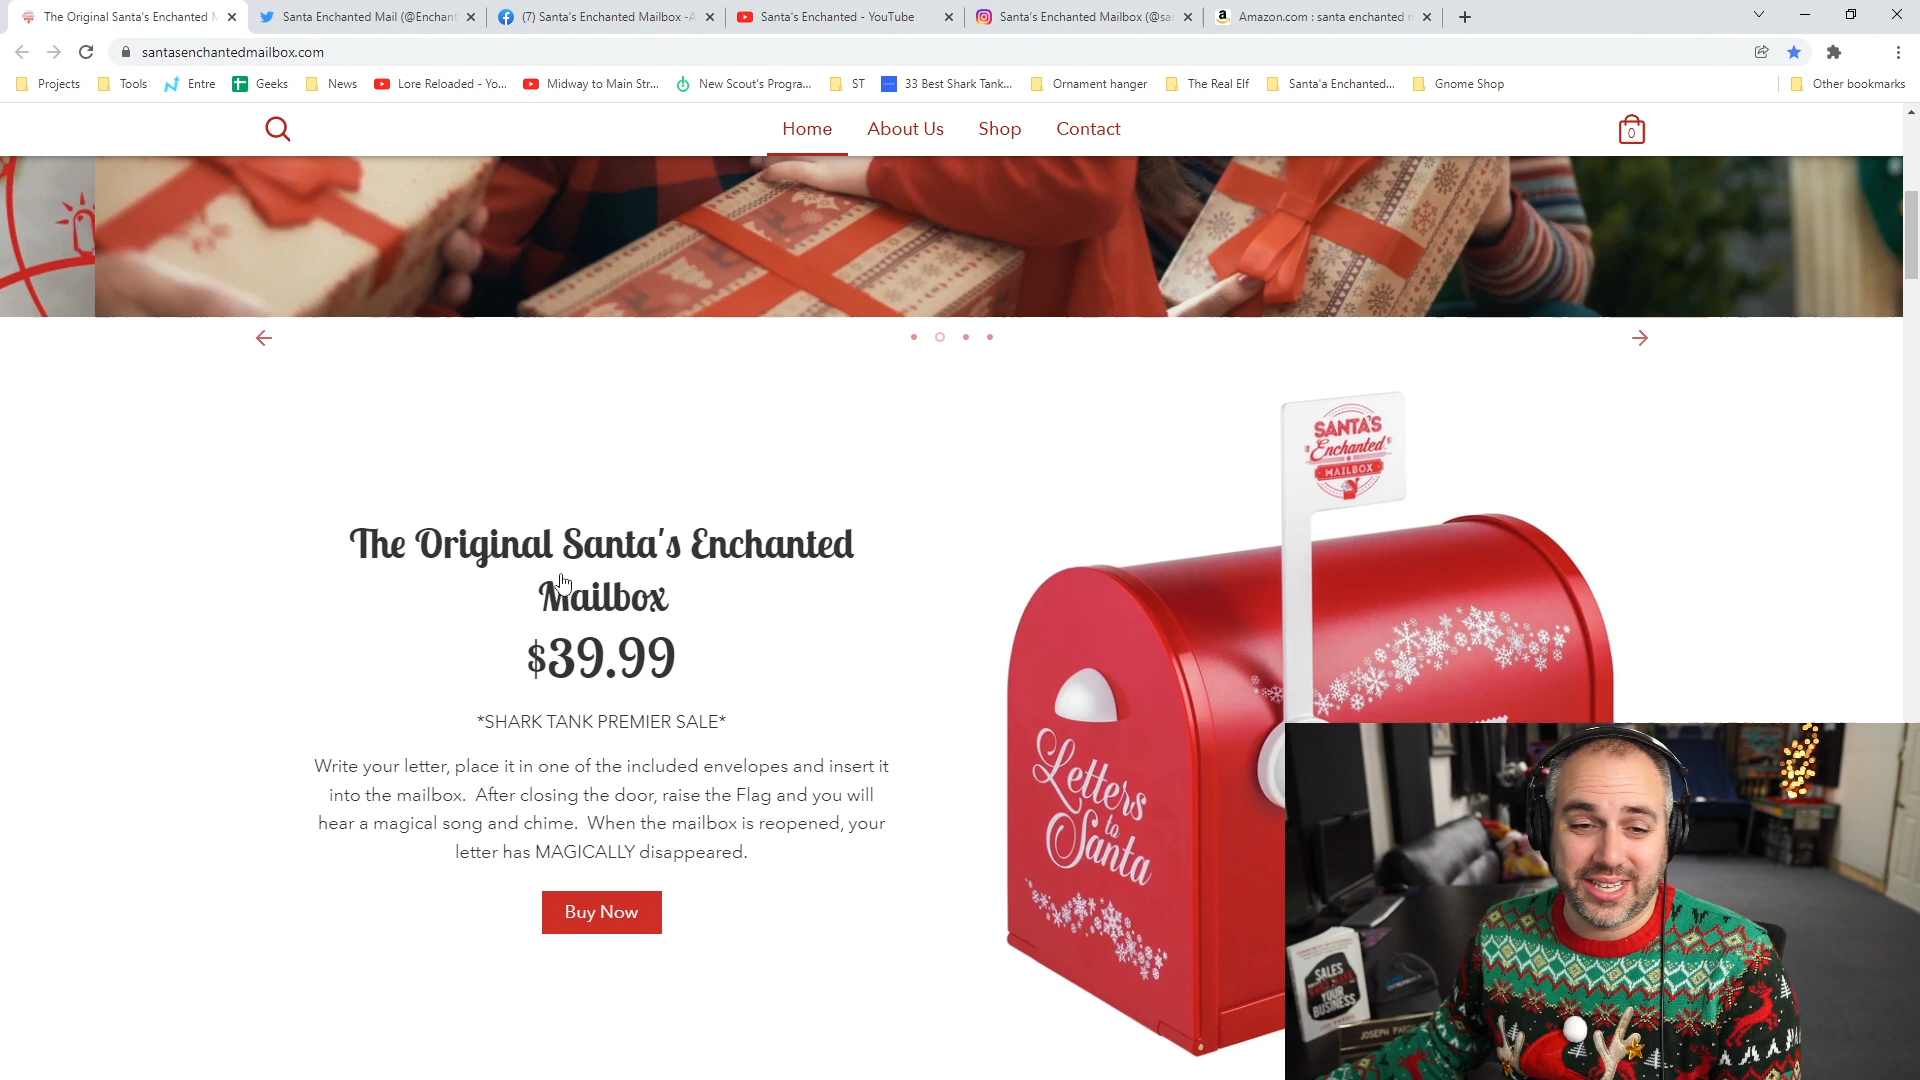 The Original Santa's Enchanted
Santa Enchanted Mail (@Enchant
(7) Santa's Enchanted Mailbox -
Santa's Enchanted - YouTube
Santa's Enchanted Mailbox (@sa
Amazon.com : santa enchanted
santasenchantedmailbox.com
Projects
Tools
Entre
Geeks
News
Lore Reloaded - Yo...
Midway to Main Str...
New Scout's Progra...
ST
33 Best Shark Tank...
Ornament hanger
The Real Elf
Santa'a Enchanted...
Gnome Shop
Other bookmarks
Home
About Us
Shop
Contact
0
SANTA'S
Enchanted
MAILBOX
The Original Santa's Enchanted
Mailbox
$39.99
*SHARK TANK PREMIER SALE*
Write your letter, place it in one of the included envelopes and insert it
into the mailbox. After closing the door, raise the Flag and you will
hear a magical song and chime. When the mailbox is reopened, your
letter has MAGICALLY disappeared.
Buy Now
Letters
to
Santa
SALES
YOUR
BUSINESS
JOSEPH